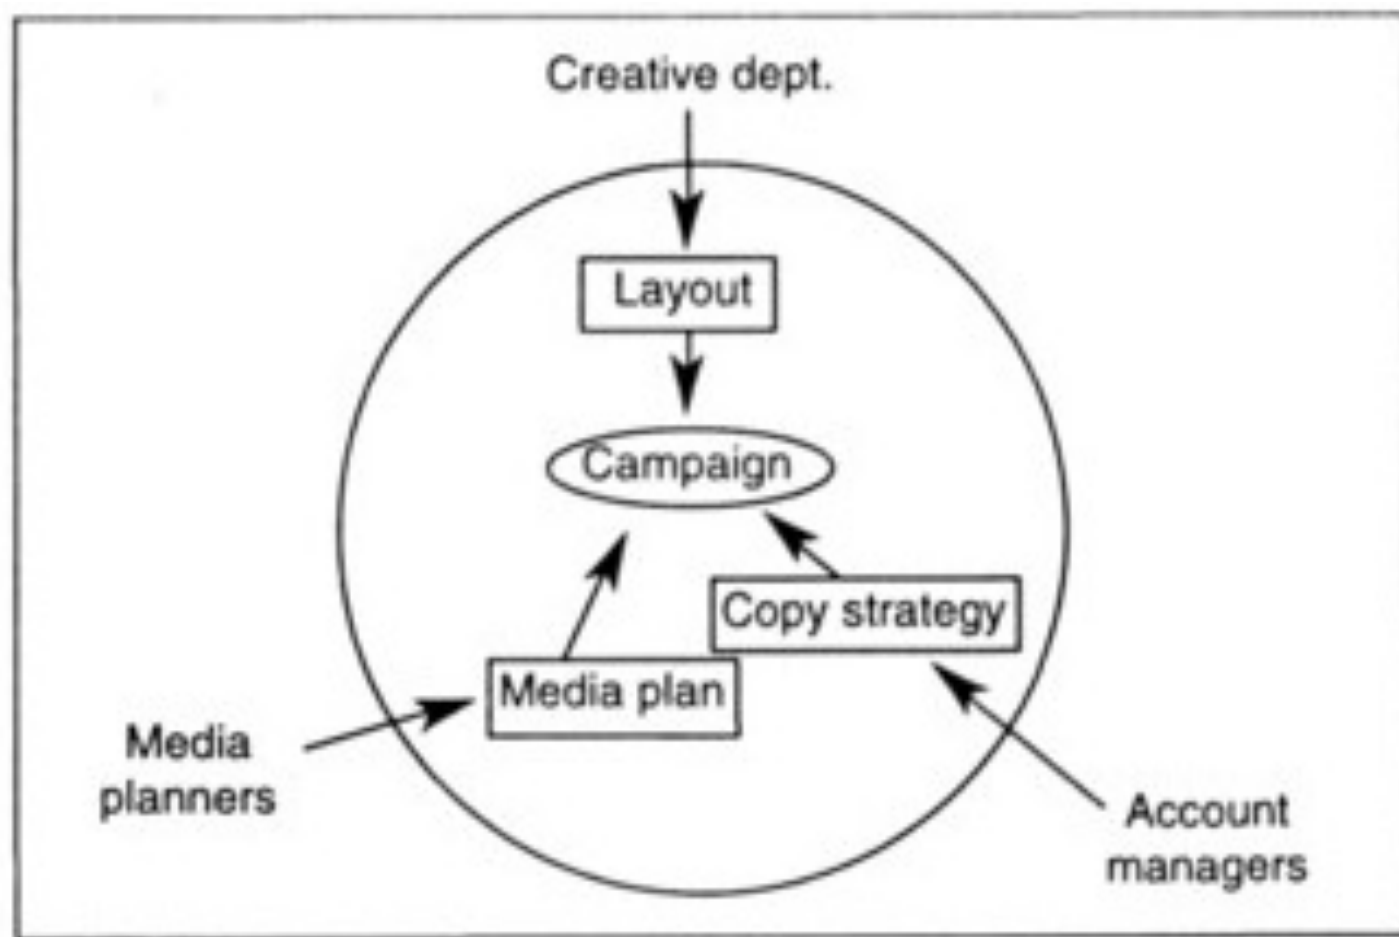 Creative dept.
Layout
Campaign
Copy strategy
Media plan
Media
planners
Account
managers